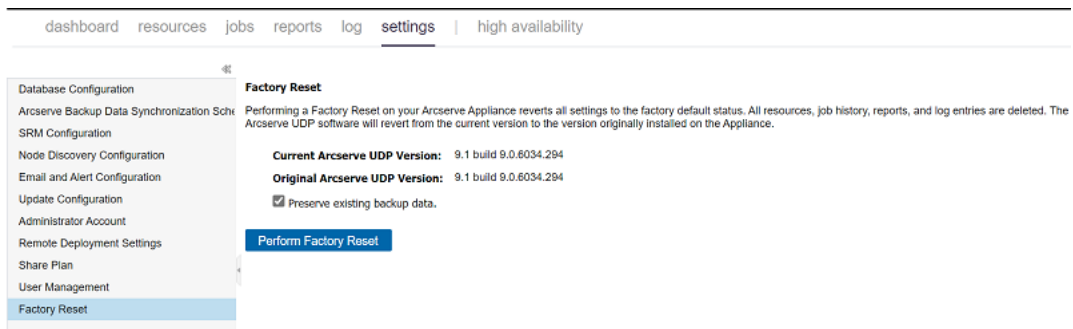 dashboard resources jobs reports log settings | high availability
Database Configuration
Arcserve Backup Data Synchronization Sche
SRM Configuration
Node Discovery Configuration
Email and Alert Configuration
Update Configuration
Administrator Account
Remote Deployment Settings
Share Plan
User Management
Factory Reset
Factory Reset
Performing a Factory Reset on your Arcserve Appliance reverts all settings to the factory default status. All resources, job history, reports, and log entries are deleted. The
Arcserve UDP software will revert from the current version to the version originally installed on the Appliance.
Current Arcserve UDP Version: 9.1 build 9.0.6034.294
Original Arcserve UDP Version: 9.1 build 9.0.6034.294
Preserve existing backup data.
Perform Factory Reset